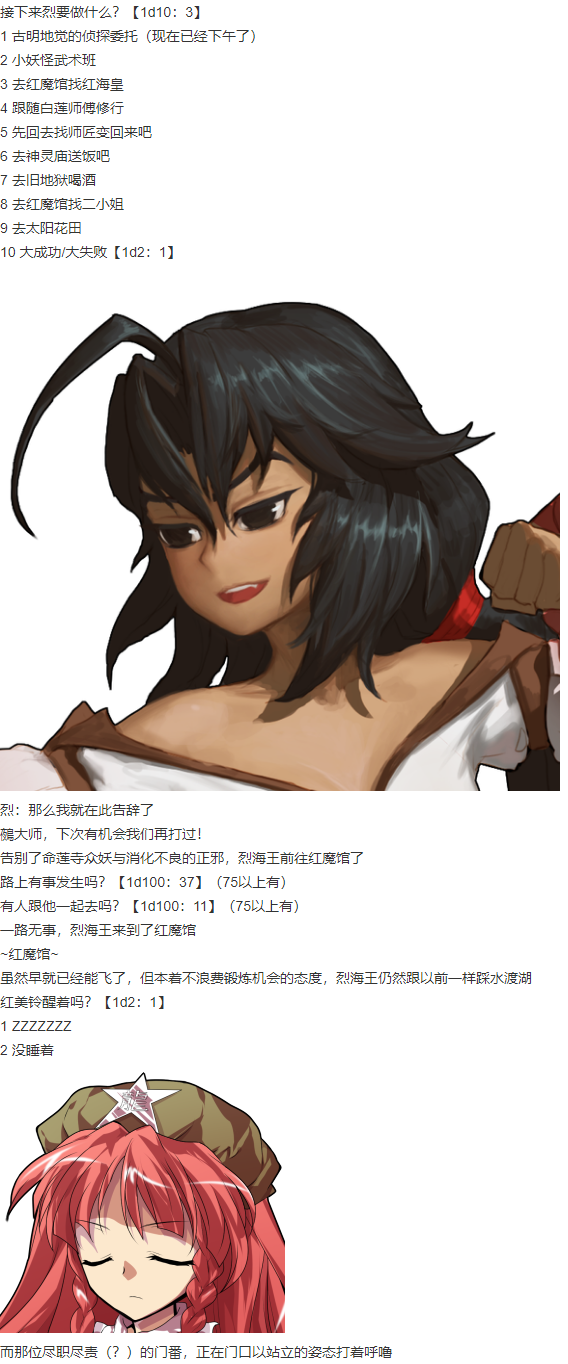 接下来烈要做什么？【1d10：3】
1 古明地觉的侦探委托（现在已经下午了）
2 小妖怪武术班
3 去红魔馆找红海皇
4 跟随白莲师傅修行
5 先回去找师匠变回来吧
6 去神灵庙送饭吧
7 去旧地狱喝酒
8 去红魔馆找二小姐
9 去太阳花田
10 大成功/大失败【1d2：1】
烈：那么我就在此告辞了
鵺大师，下次有机会我们再打过！
告别了命莲寺众妖与消化不良的正邪，烈海王前往红魔馆了
路上有事发生吗？【1d100：37】（75以上有）
有人跟他一起去吗？【1d100：11】（75以上有）
一路无事，烈海王来到了红魔馆
~红魔馆~
虽然早就已经能飞了，但本着不浪费锻炼机会的态度，烈海王仍然跟以前一样踩水渡湖
红美铃醒着吗？【1d2：1】
1 ZZZZZZZ
2 没睡着
而那位尽职尽责（？）的门番，正在门口以站立的姿态打着呼噜